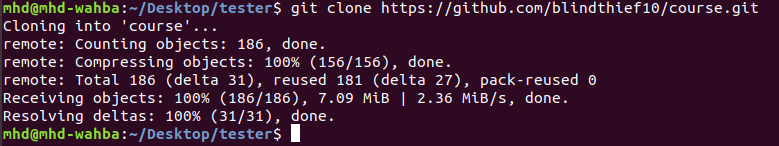 mhd@mhd-wahba:~/Desktop/tester$ git clone https://github.com/blindthief10/course.git
Cloning into 'course'...
remote: Counting objects: 186, done.
remote: Compressing objects: 100% (156/156), done.
remote: Total 186 (delta 31), reused 181 (delta 27), pack-reused 0
Receiving objects: 100% (186/186), 7.09 MiB | 2.36 MiB/s, done.
Resolving deltas: 100% (31/31), done.
mhd@mhd-wahba:~/Desktop/tester$